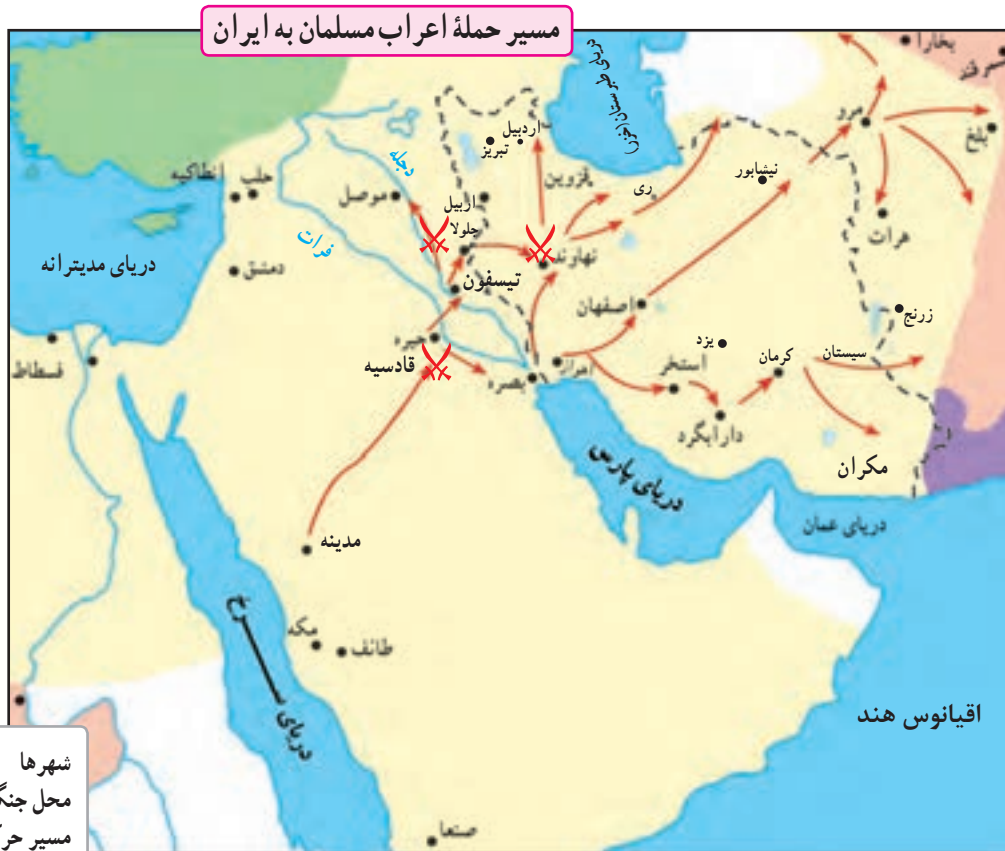 مسیر حملهٔ اعراب مسلمان به ایران
بخارا
دریای طبرستان (خزر)
مرو
بلخ
اردبیل
تبریز
دجله
نیشابور
قزوین
ری
انطاکیه
حلب
موصل
اربیل
جلولا
هرات
فرات
نهاوند
دریای مدیترانه
دمشق
تیسفون
اصفهان
زرنج
حیره
یزد
سیستان
کرمان
فسطاط
قادسیه
بصره
اهواز
استخر
دارابگرد
مکران
دریای پارس
دریای عمان
مدینه
دریای سرخ
مکه
طائف
اقیانوس هند
شهرها
محل جنگ
مسیر
صنعا